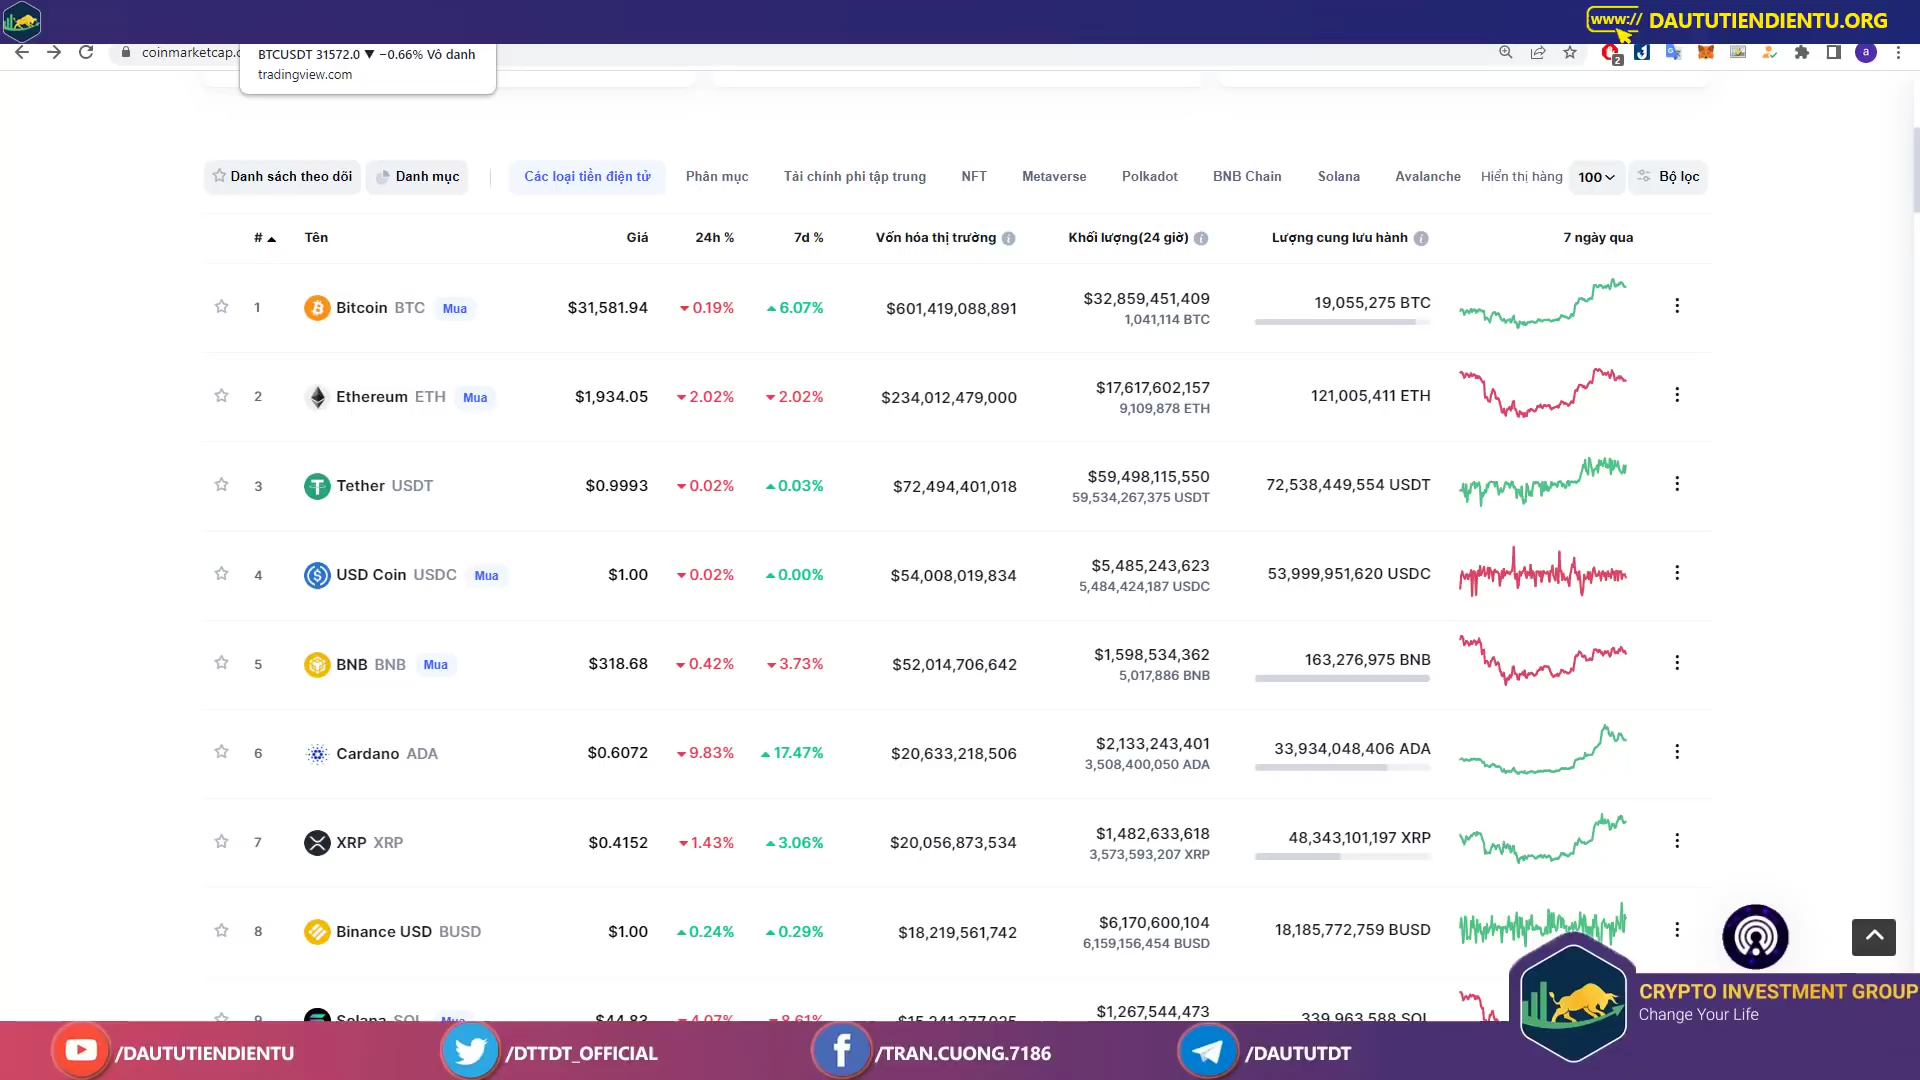 www://
DAUTUTIENDIENTU.ORG
coinmarketcap.c
BTCUSDT 31572.0 ▼ −0.66% Vô danh
tradingview.com
2
a
Danh sách theo dõi
Danh mục
Các loại tiền điện tử
Phân mục
Tài chính phi tập trung
NFT
Metaverse
Polkadot
BNB Chain
Solana
Avalanche
Hiển thị hàng
100
Bộ lọc
# Tên Giá 24h % 7d % Vốn hóa thị trường Khối lượng(24 giờ) Lượng cung lưu hành 7 ngày qua
1 Bitcoin BTC Mua $31,581.94 0.19% 6.07% $601,419,088,891 $32,859,451,409 19,055,275 BTC
1,041,114 BTC
2 Ethereum ETH Mua $1,934.05 2.02% 2.02% $234,012,479,000 $17,617,602,157 121,005,411 ETH
9,109,878 ETH
3 Tether USDT $0.9993 0.02% 0.03% $72,494,401,018 $59,498,115,550 72,538,449,554 USDT
59,534,267,375 USDT
4 USD Coin USDC Mua $1.00 0.02% 0.00% $54,008,019,834 $5,485,243,623 53,999,951,620 USDC
5,484,424,187 USDC
5 BNB BNB Mua $318.68 0.42% 3.73% $52,014,706,642 $1,598,534,362 163,276,975 BNB
5,017,886 BNB
6 Cardano ADA $0.6072 9.83% 17.47% $20,633,218,506 $2,133,243,401 33,934,048,406 ADA
3,508,400,050 ADA
7 XRP XRP $0.4152 1.43% 3.06% $20,056,873,534 $1,482,633,618 48,343,101,197 XRP
3,573,593,207 XRP
8 Binance USD BUSD $1.00 0.24% 0.29% $18,219,561,742 $6,170,600,104 18,185,772,759 BUSD
6,159,156,454 BUSD
9 Solana SOL Mua $44.83 4.07% 8.61% $1,267,544,473 339,963,588 SOL
CRYPTO INVESTMENT GROUP
Change Your Life
/DAUTUTIENDIENTU
/DTTDT_OFFICIAL
/TRAN.CUONG.7186
/DAUTUTDT